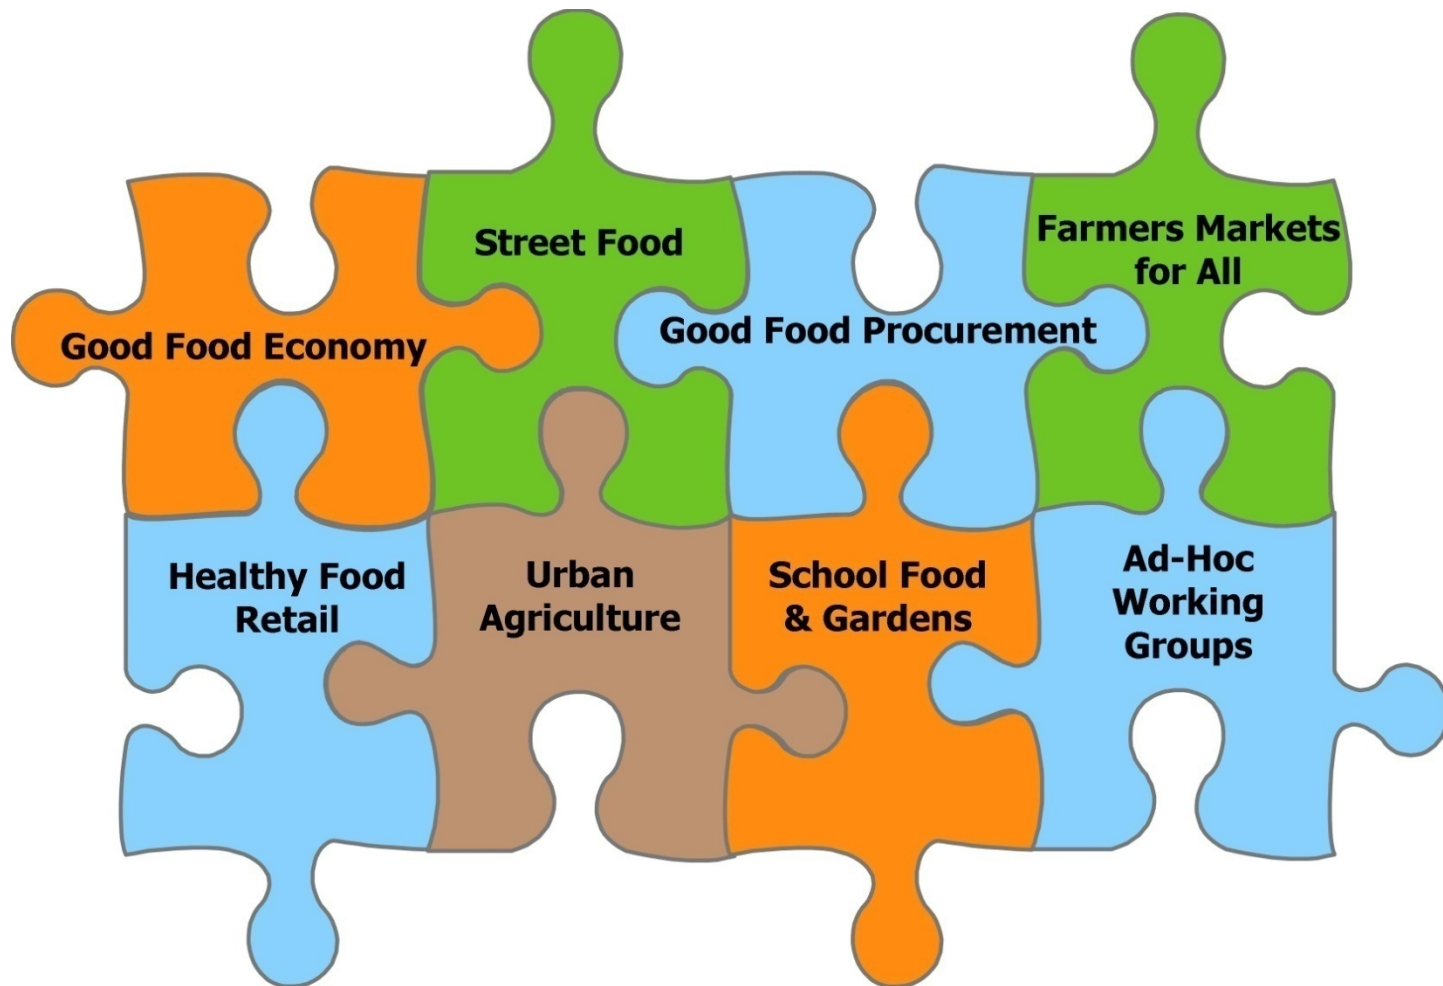 Good Food Economy
Street Food
Good Food Procurement
Farmers Markets
for All
Healthy Food
Retail
Urban
Agriculture
School Food
& Gardens
Ad-Hoc
Working
Groups